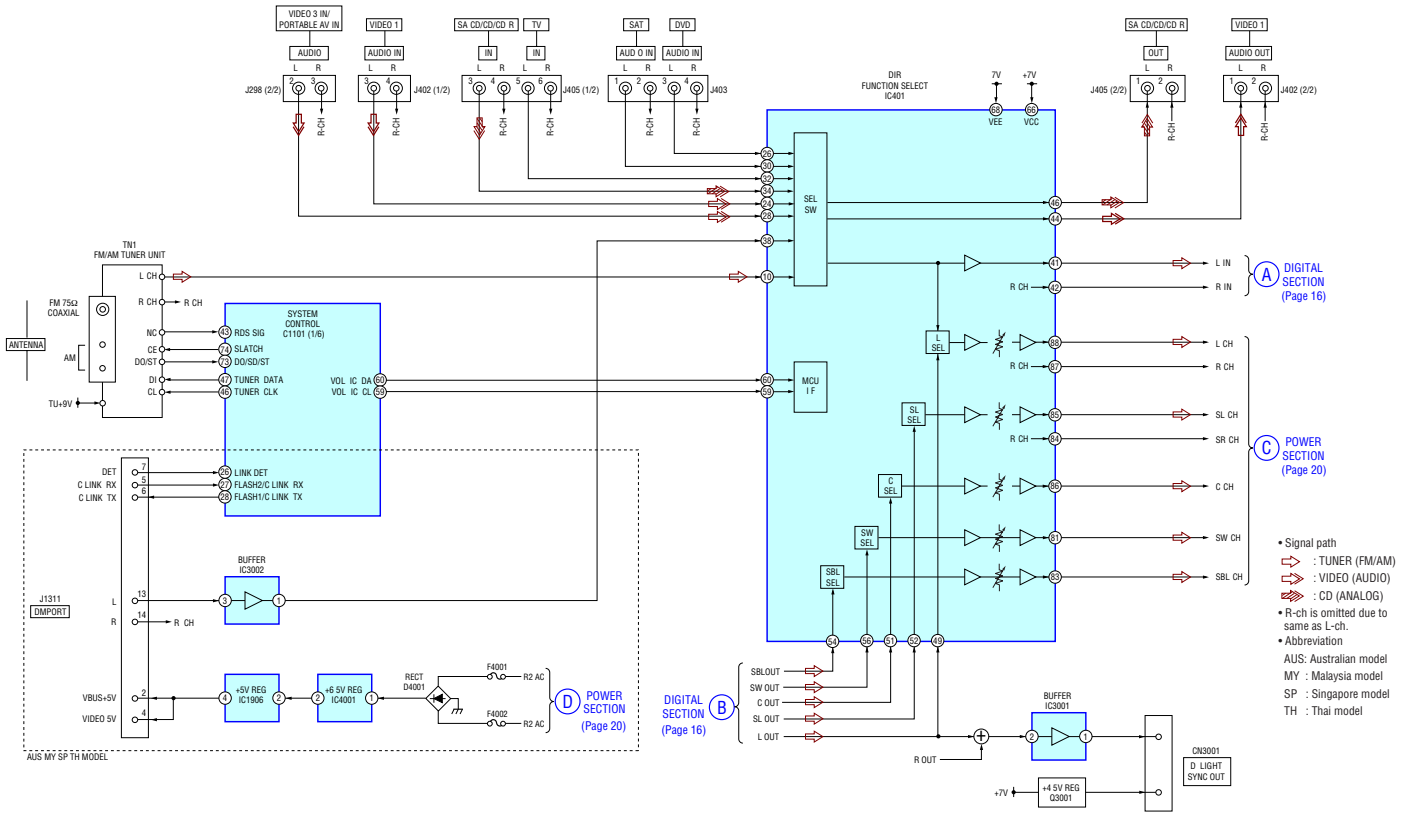 VIDEO 3 IN/
PORTABLE AV IN
AUDIO
L R
2 3
J298 (2/2)
R-CH
VIDEO 1
AUDIO IN
L R
3 4
J402 (1/2)
R-CH
SA CD/CD/CD R
IN
L R
3 4
R-CH
TV
IN
L R
5 6
J405 (1/2)
R-CH
SAT
AUD O IN
L R
1 2
R-CH
DVD
AUDIO IN
L R
3 4
J403
R-CH
DIR
FUNCTION SELECT
IC401
7V
68
VEE
+7V
66
VCC
SA CD/CD/CD R
OUT
L R
J405 (2/2)
1 2
R-CH
VIDEO 1
AUDIO OUT
L R
1 2
J402 (2/2)
R-CH
26
30
32
34
24
28
38
10
SEL
SW
46
44
41
L IN
R CH
42
R IN
A
DIGITAL
SECTION
(Page 16)
TN1
FM/AM TUNER UNIT
L CH
R CH
R CH
FM 75Ω
COAXIAL
ANTENNA
AM
TU+9V
NC
CE
DO/ST
DI
CL
SYSTEM
CONTROL
C1101 (1/6)
43 RDS SIG
74 SLATCH
73 DO/SD/ST
47 TUNER DATA
46 TUNER CLK
VOL IC DA 60
VOL IC CL 59
60
59
MCU
I F
26 LINK DET
27 FLASH2/C LINK RX
28 FLASH1/C LINK TX
L
SEL
88
L CH
R CH
87
R CH
SL
SEL
85
SL CH
R CH
84
SR CH
C
SEL
86
C CH
SW
SEL
81
SW CH
SBL
SEL
83
SBL CH
C
POWER
SECTION
(Page 20)
54
56
51
52
49
DET
7
C LINK RX
5
C LINK TX
6
J1311
DMPORT
L
13
R
14
R CH
BUFFER
IC3002
3
1
VBUS+5V
2
VIDEO 5V
4
4
+5V REG
IC1906
2
2
+6 5V REG
IC4001
1
RECT
D4001
F4001
R2 AC
F4002
R2 AC
D
POWER
SECTION
(Page 20)
AUS MY SP TH MODEL
DIGITAL
SECTION
(Page 16)
B
SBLOUT
SW OUT
C OUT
SL OUT
L OUT
R OUT
+
BUFFER
IC3001
2
1
+7V
+4 5V REG
Q3001
CN3001
D LIGHT
SYNC OUT
• Signal path
: TUNER (FM/AM)
: VIDEO (AUDIO)
: CD (ANALOG)
• R-ch is omitted due to
same as L-ch.
• Abbreviation
AUS: Australian model
MY : Malaysia model
SP : Singapore model
TH : Thai model